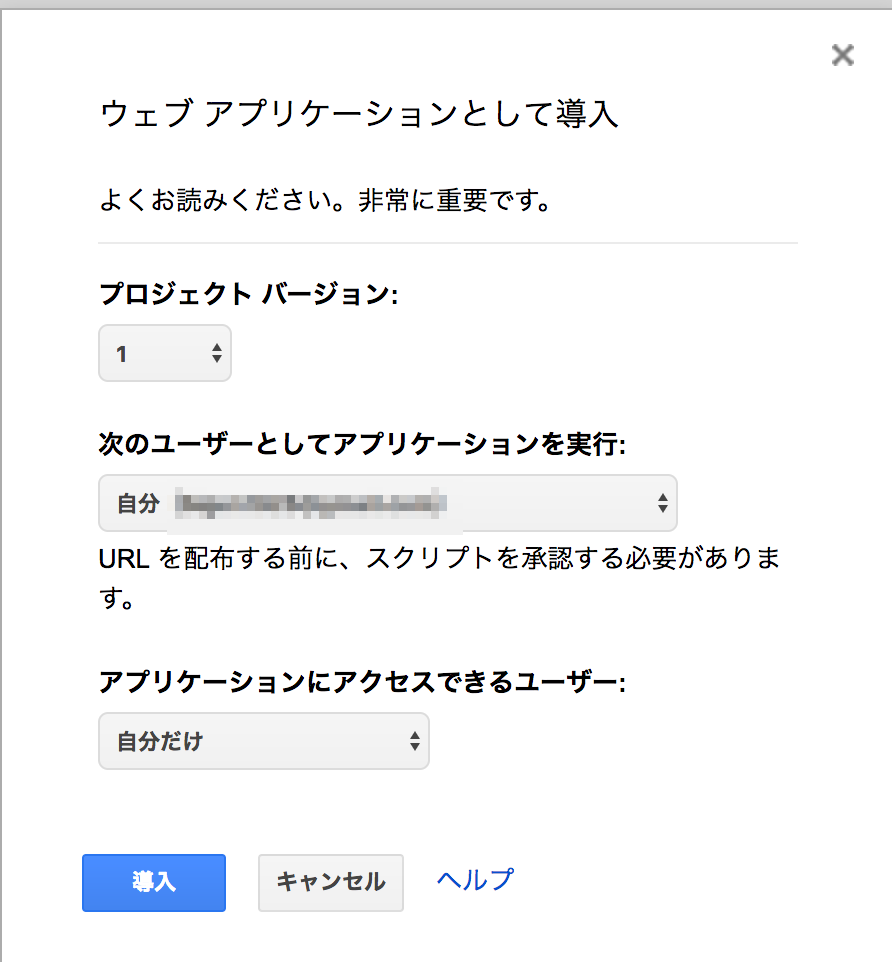 ウェブ アプリケーションとして導入
よくお読みください。非常に重要です。
プロジェクト バージョン:
1
次のユーザーとしてアプリケーションを実行:
自分
URL を配布する前に、スクリプトを承認する必要がありま
す。
アプリケーションにアクセスできるユーザー:
自分だけ
導入 キャンセル ヘルプ